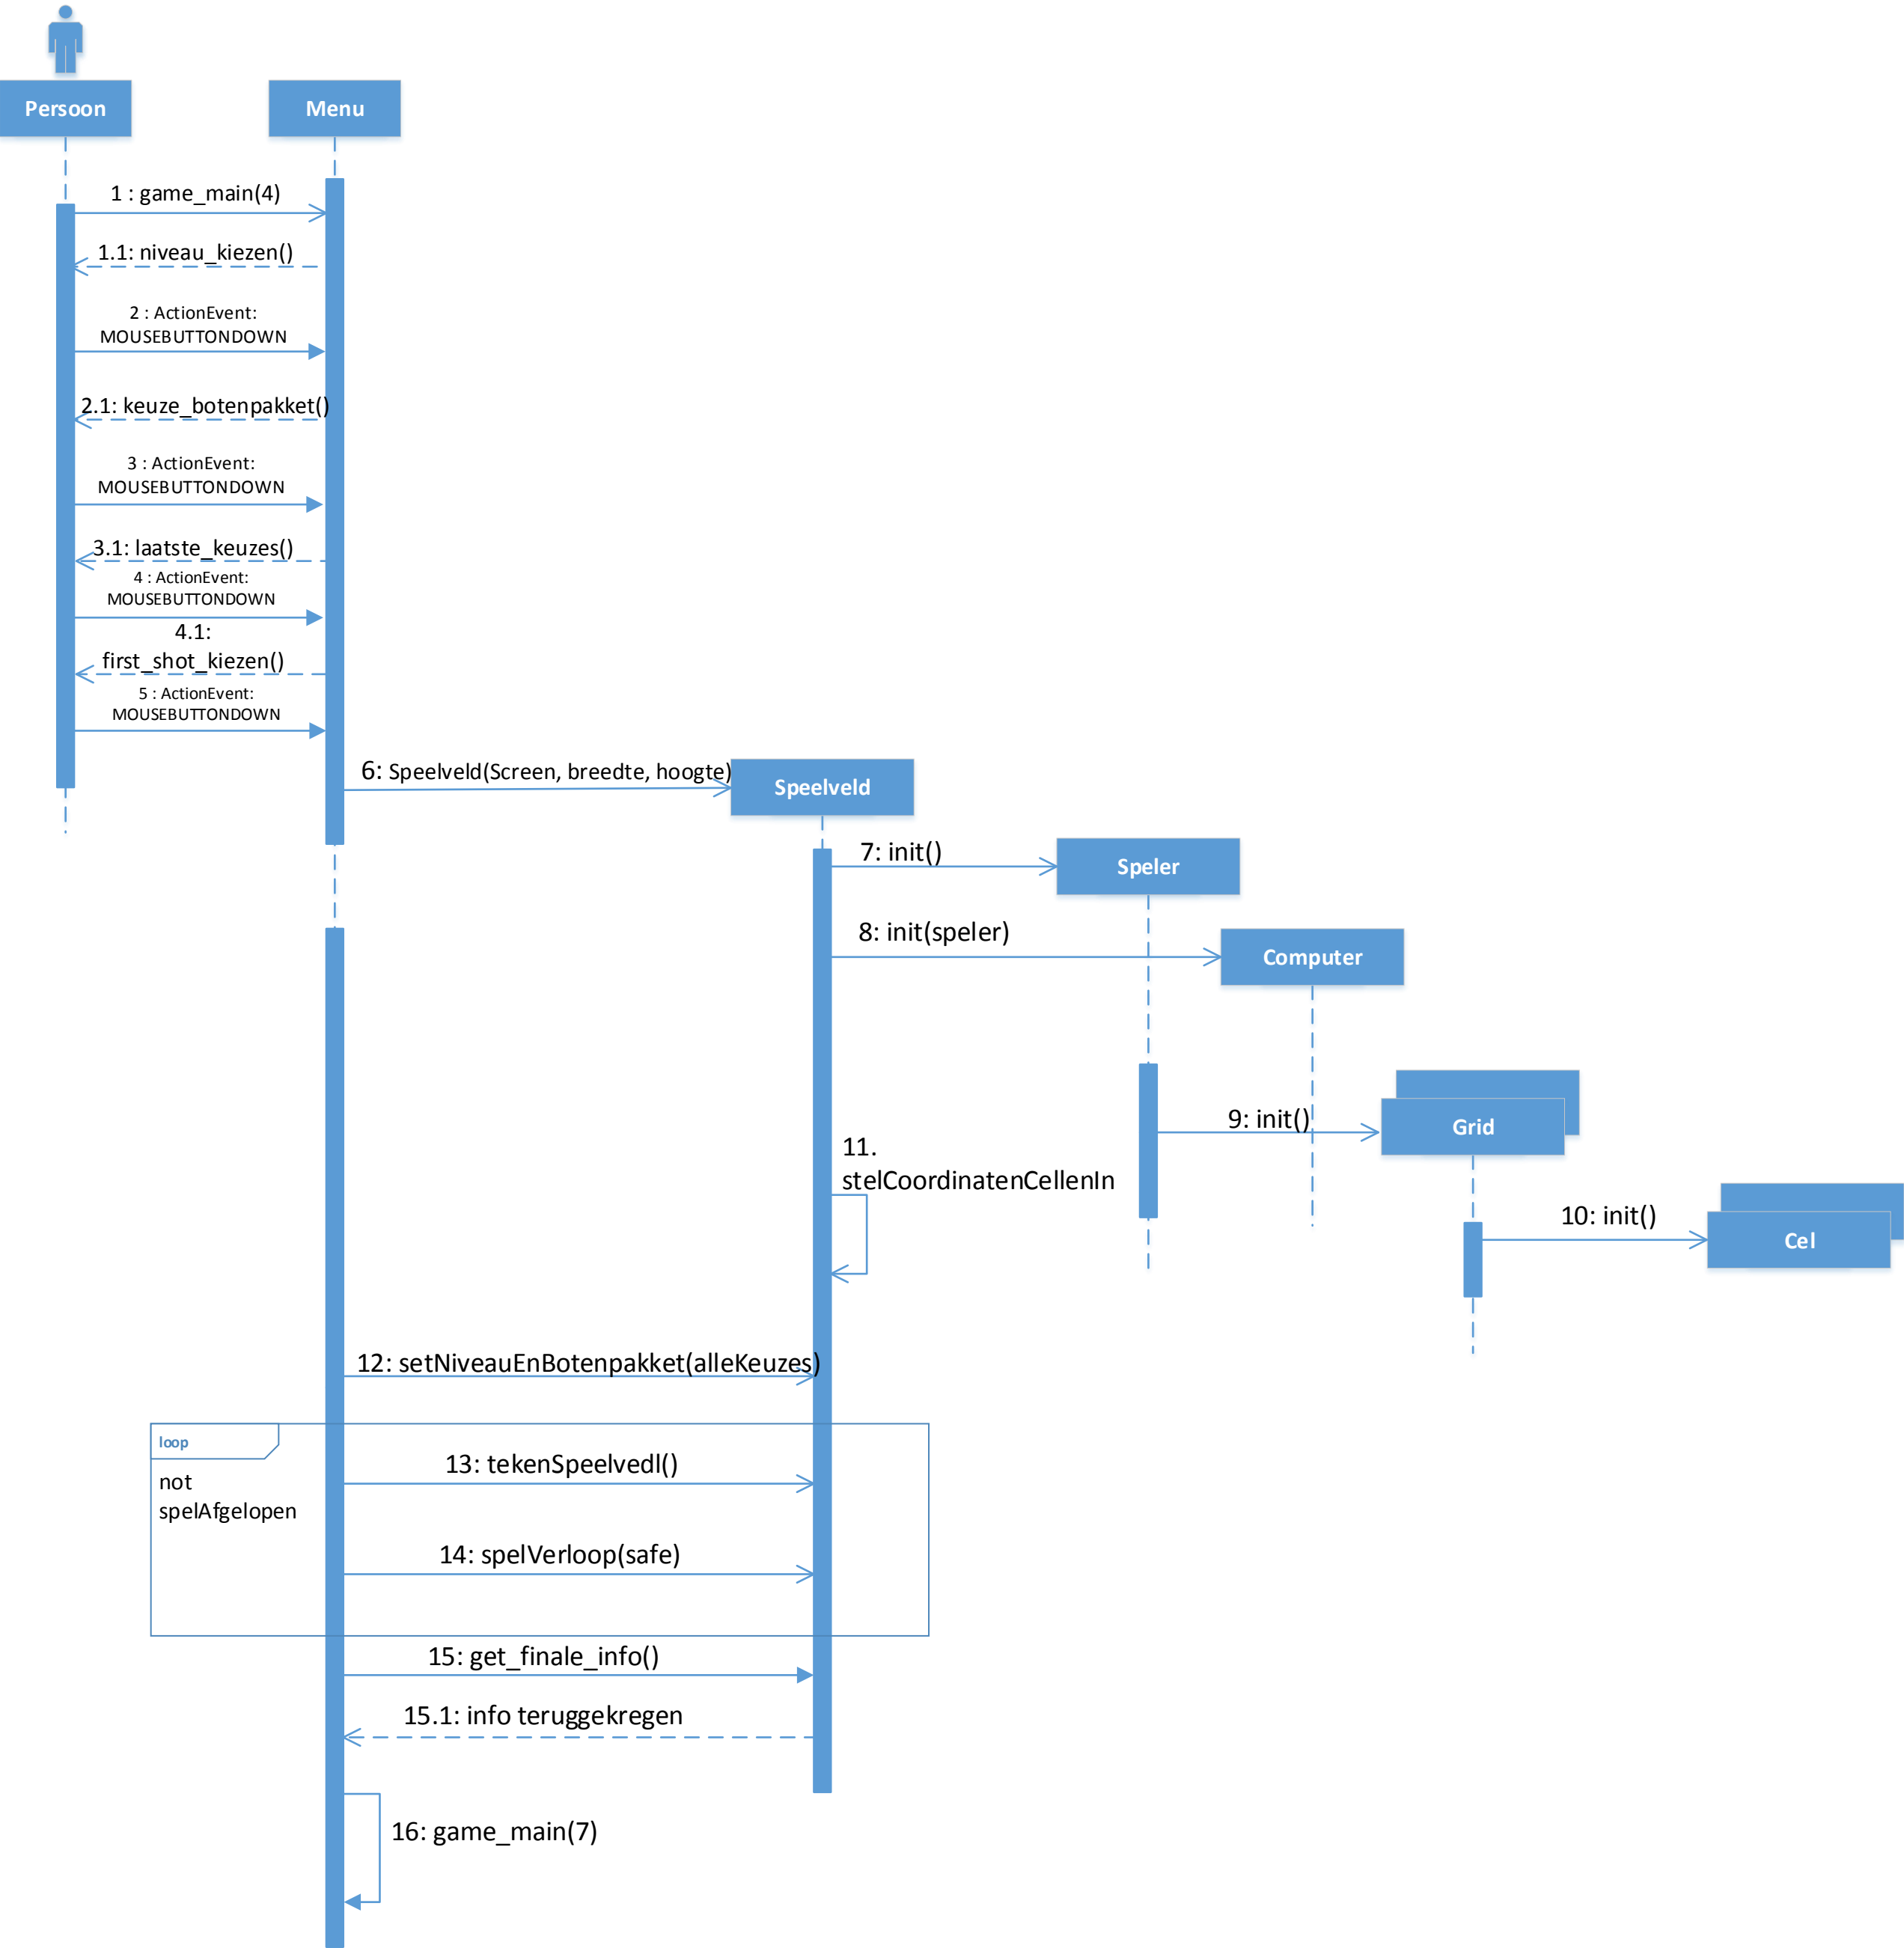 Persoon
Menu
1 : game_main(4)
1.1: niveau_kiezen()
2 : ActionEvent:
MOUSEBUTTONDOWN
2.1: keuze_botenpakket()
3 : ActionEvent:
MOUSEBUTTONDOWN
3.1: laatste_keuzes()
4 : ActionEvent:
MOUSEBUTTONDOWN
4.1:
first_shot_kiezen()
5 : ActionEvent:
MOUSEBUTTONDOWN
6: Speelveld(Screen, breedte, hoogte)
Speelveld
7: init()
Speler
8: init(speler)
Computer
9: init()
Grid
11.
stelCoordinatenCellenIn
10: init()
Cel
12: setNiveauEnBotenpakket(alleKeuzes)
loop
not
spelAfgelopen
13: tekenSpeelvedl()
14: spelVerloop(safe)
15: get_finale_info()
15.1: info teruggekregen
16: game_main(7)